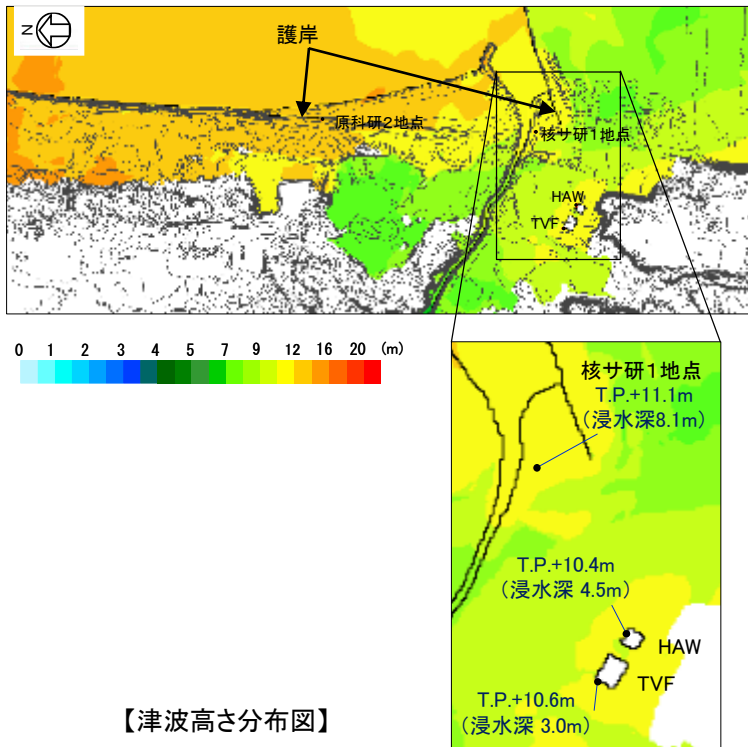 N
護岸
原科研2地点
核サ研1地点
HAW
TVF
0 1 2 3 4 5 7 9 12 16 20 (m)
核サ研1地点
T.P.+11.1m
(浸水深8.1m)
T.P.+10.4m
(浸水深 4.5m)
HAW
TVF
T.P.+10.6m
(浸水深 3.0m)
【津波高さ分布図】